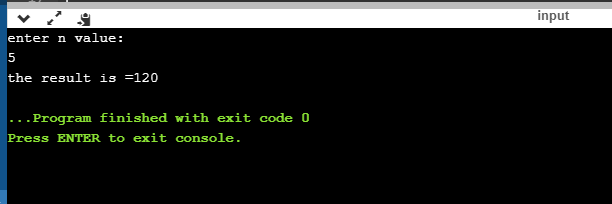 input
enter n value:
5
the result is =120
...Program finished with exit code 0
Press ENTER to exit console.